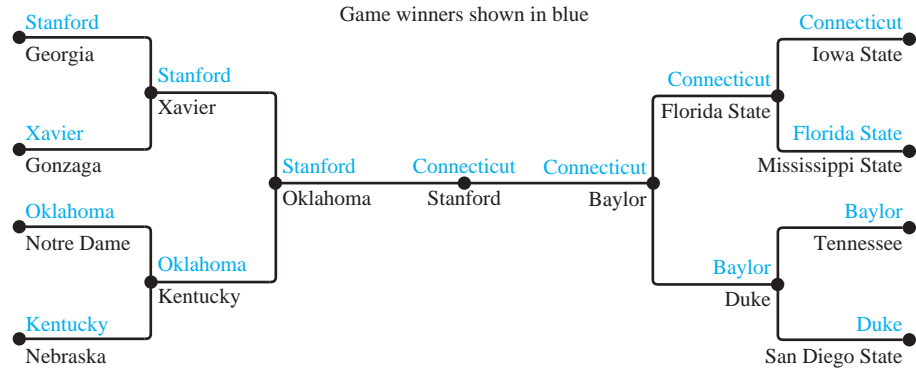 Game winners shown in blue
Stanford
Georgia
Stanford
Xavier
Xavier
Gonzaga
Stanford
Oklahoma
Oklahoma
Notre Dame
Oklahoma
Kentucky
Kentucky
Nebraska
Connecticut
Stanford
Connecticut
Baylor
Connecticut
Florida State
Connecticut
Iowa State
Florida State
Mississippi State
Baylor
Duke
Baylor
Tennessee
Duke
San Diego State